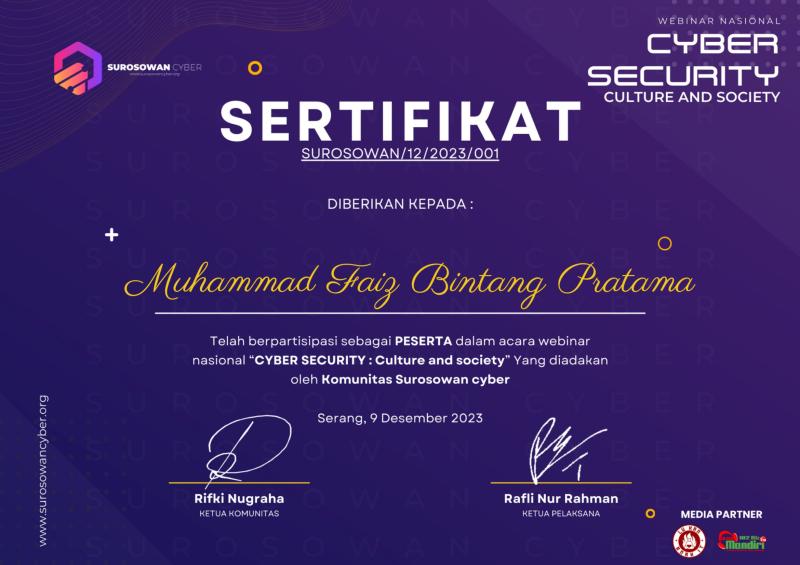 SUROSOWAN CYBER
WEBINAR NASIONAL
CYBER
SECURITY
CULTURE AND SOCIETY
SERTIFIKAT
SUROSOWAN/12/2023/001
DIBERIKAN KEPADA :
Muhammad Faiz Bintang Pratama
Telah berpartisipasi sebagai PESERTA dalam acara webinar
nasional “CYBER SECURITY : Culture and society” Yang diadakan
oleh Komunitas Surosowan cyber
Serang, 9 Desember 2023
Rifki Nugraha
KETUA KOMUNITAS
Rafli Nur Rahman
KETUA PELAKSANA
www.surosowancyber.org
MEDIA PARTNER
Mandiri